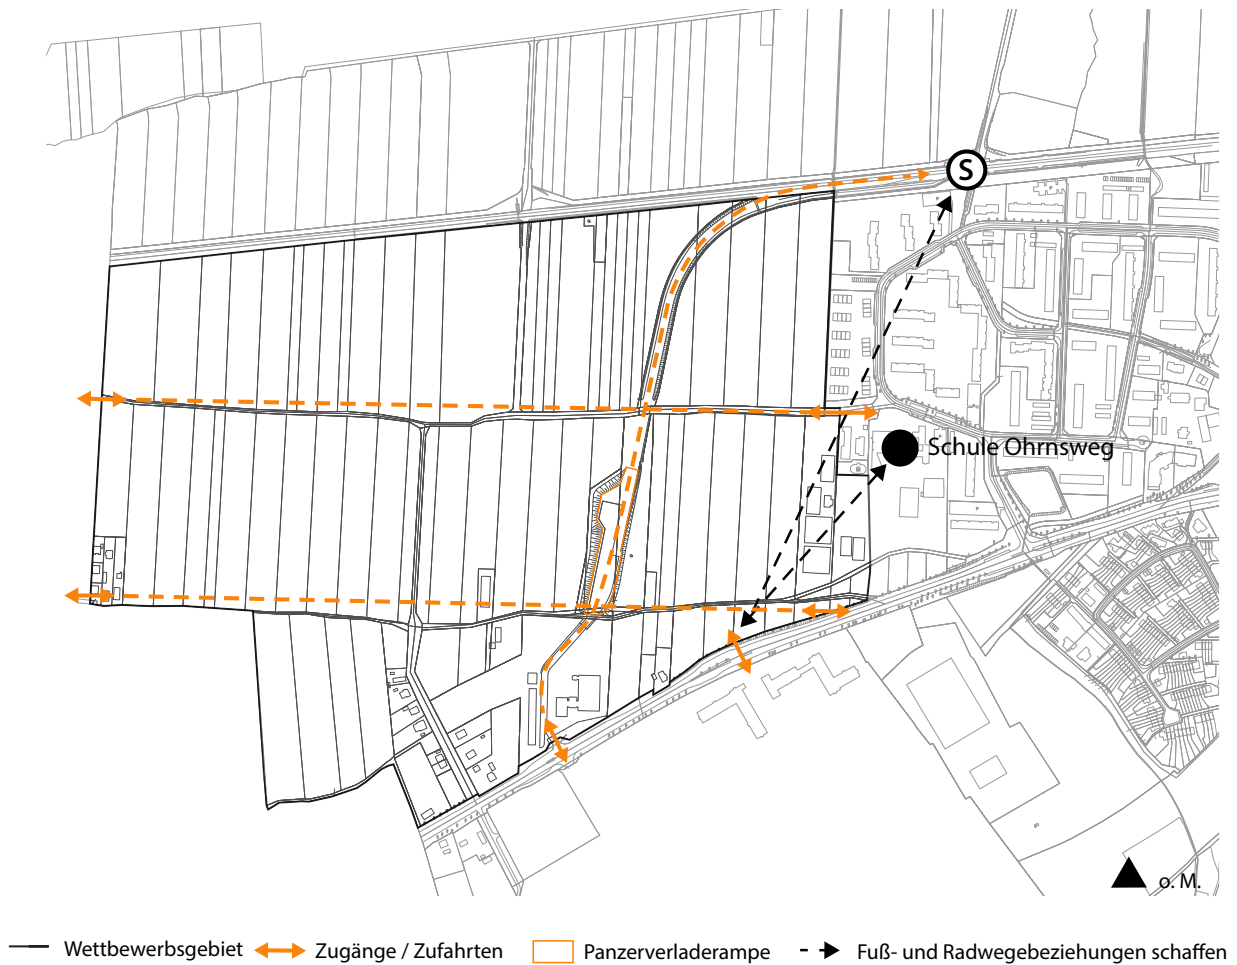 S
Schule Ohrnsweg
o. M.
Wettbewerbsgebiet Zugänge / Zufahrten Panzerverladerampe Fuß- und Radwegebeziehungen schaffen